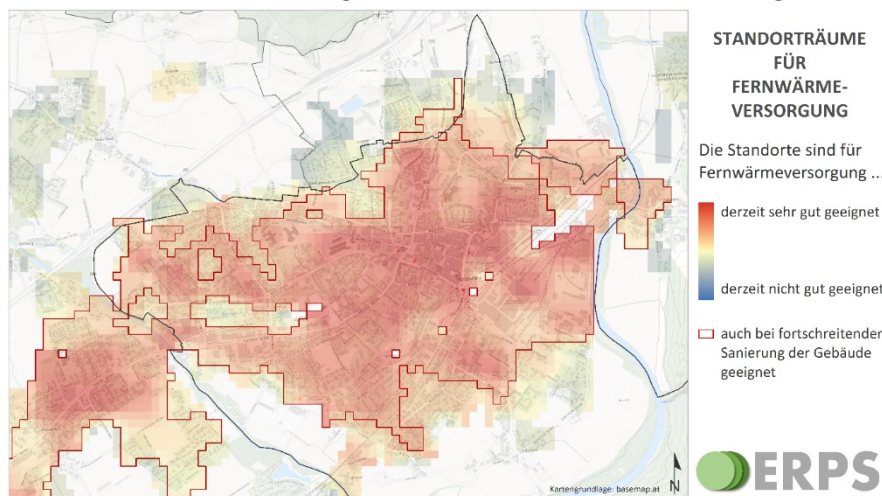 STANDORTRÄUME
FÜR
FERNWÄRME-
VERSORGUNG
Die Standorte sind für
Fernwärmeversorgung ...
derzeit sehr gut geeignet
derzeit nicht gut geeignet
auch bei fortschreitender
Sanierung der Gebäude
geeignet
N
Kartengrundlage: basemap.at
ERPS